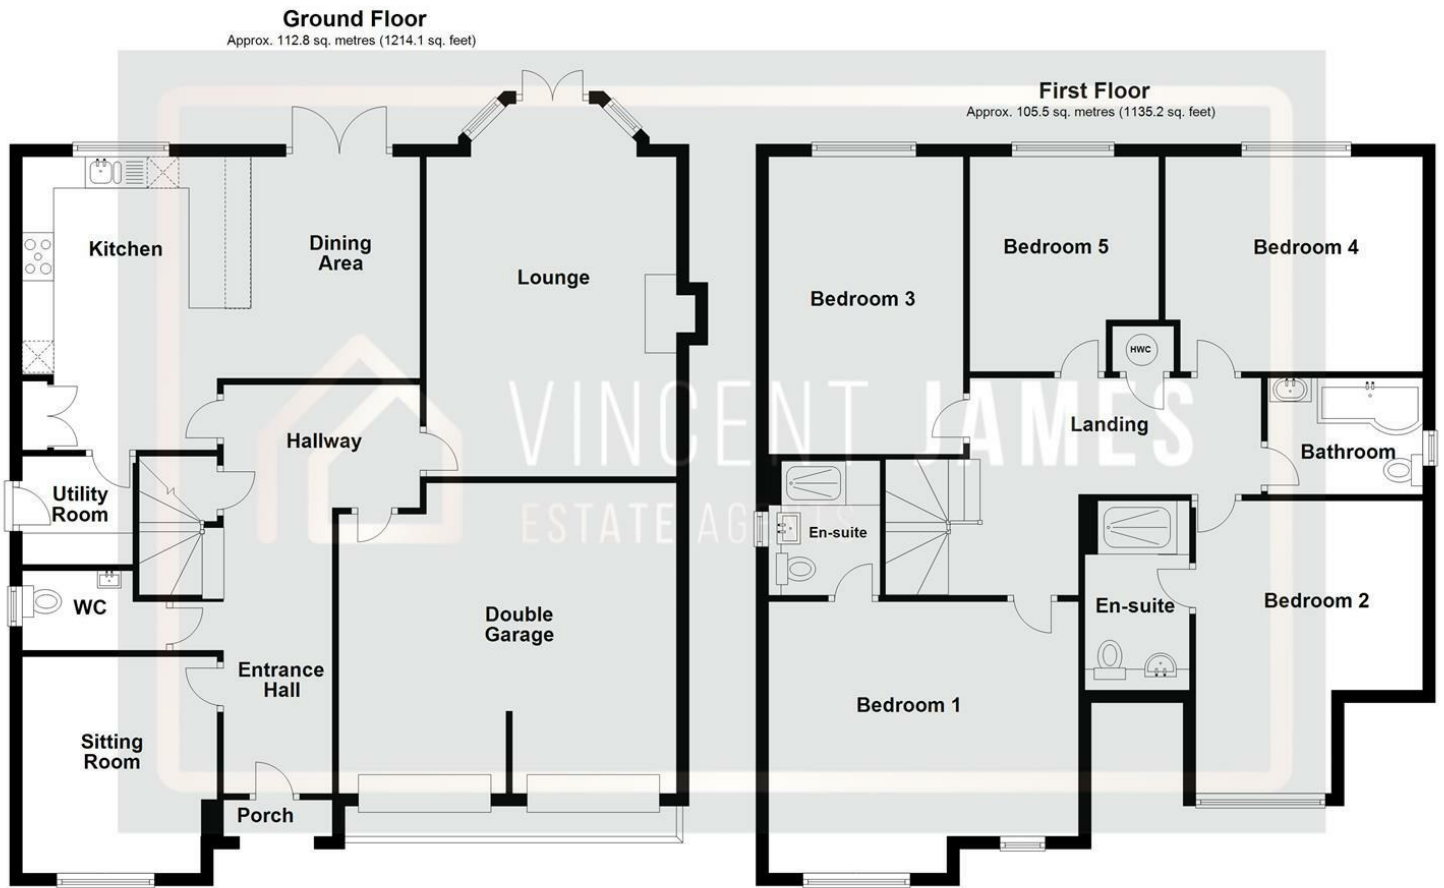 Ground Floor
Approx. 112.8 sq. metres (1214.1 sq. feet)
First Floor
Approx. 105.5 sq. metres (1135.2 sq. feet)
Kitchen
Dining
Area
Lounge
Hallway
Utility
Room
WC
Double
Garage
Entrance
Hall
Sitting
Room
Porch
Bedroom 3
Bedroom 5
Bedroom 4
HWC
Landing
Bathroom
En-suite
En-suite
Bedroom 2
Bedroom 1
VINCENT JAMES
ESTATE AGENTS